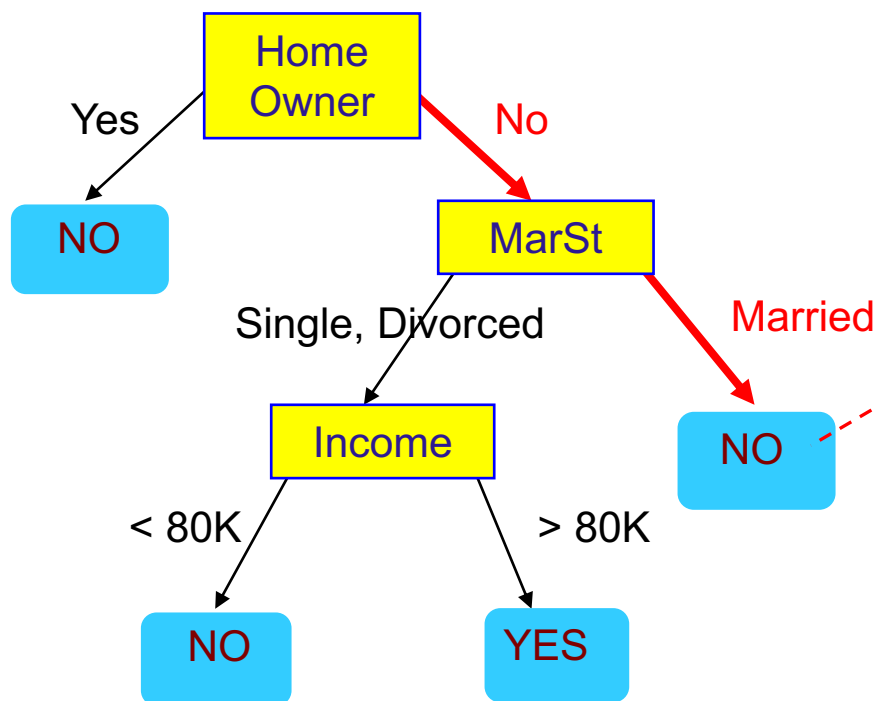 Home
Owner
Yes
No
NO
MarSt
Single, Divorced
Married
Income
NO
< 80K
> 80K
NO
YES